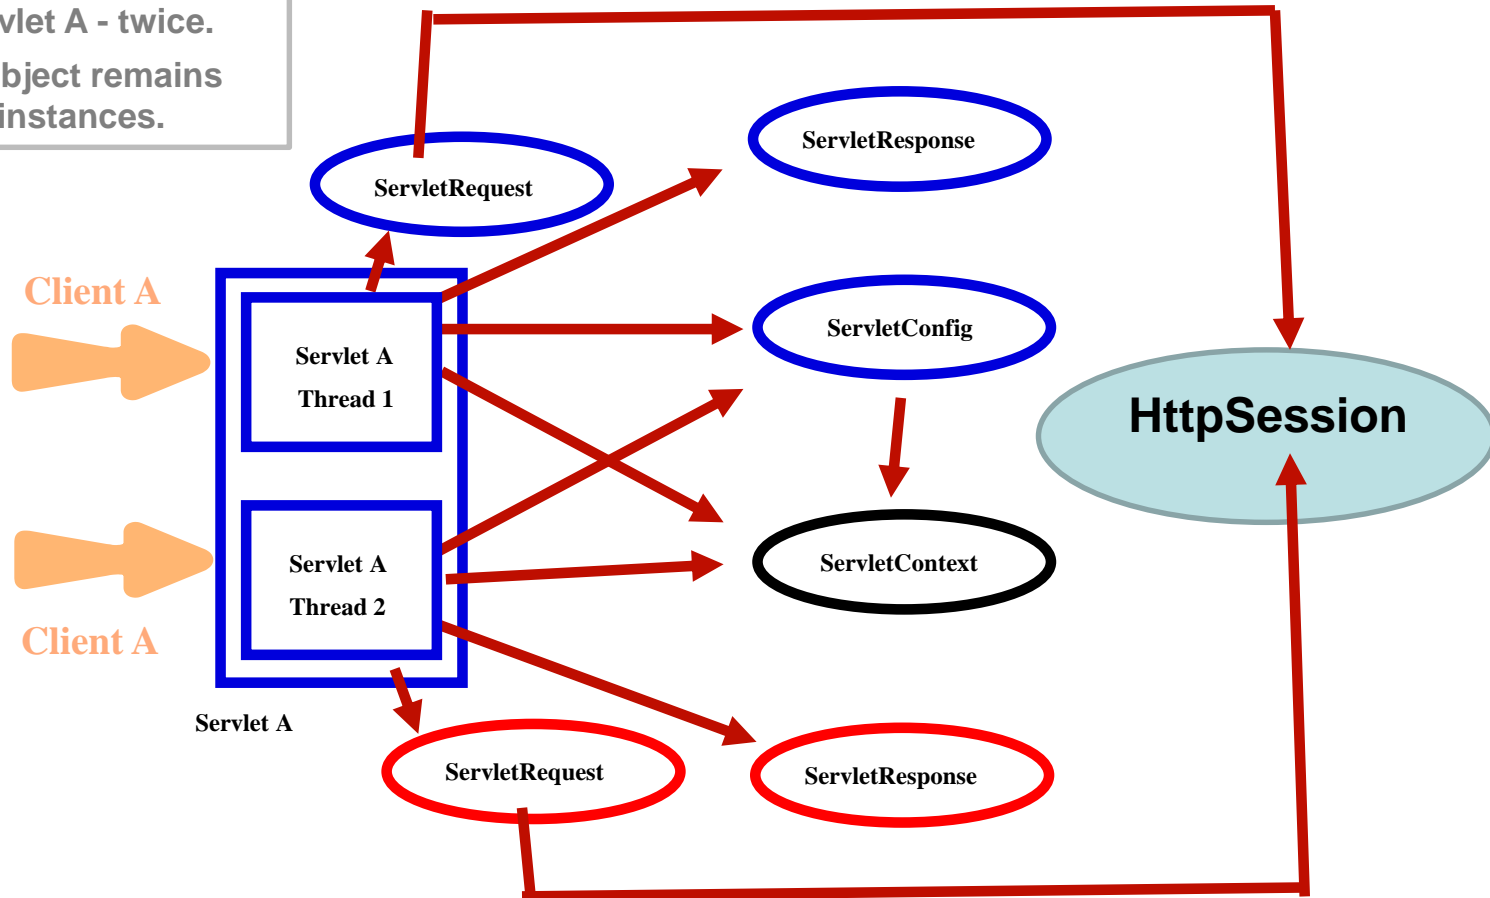 vlet A - twice.
bject remains
instances.
ServletResponse
ServletRequest
Client A
ServletConfig
Servlet A
Thread 1
HttpSession
Servlet A
Thread 2
ServletContext
Client A
Servlet A
ServletRequest
ServletResponse